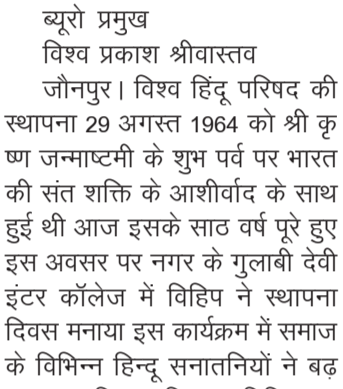 ब्यूरो प्रमुख
विश्व प्रकाश श्रीवास्तव
जौनपुर। विश्व हिंदू परिषद की
स्थापना 29 अगस्त 1964 को श्री कृ
ष्ण जन्माष्टमी के शुभ पर्व पर भारत
की संत शक्ति के आशीर्वाद के साथ
हुई थी आज इसके साठ वर्ष पूरे हुए
इस अवसर पर नगर के गुलाबी देवी
इंटर कॉलेज में विहिप ने स्थापना
दिवस मनाया इस कार्यक्रम में समाज
के विभिन्न हिन्दू सनातनियों ने बढ़